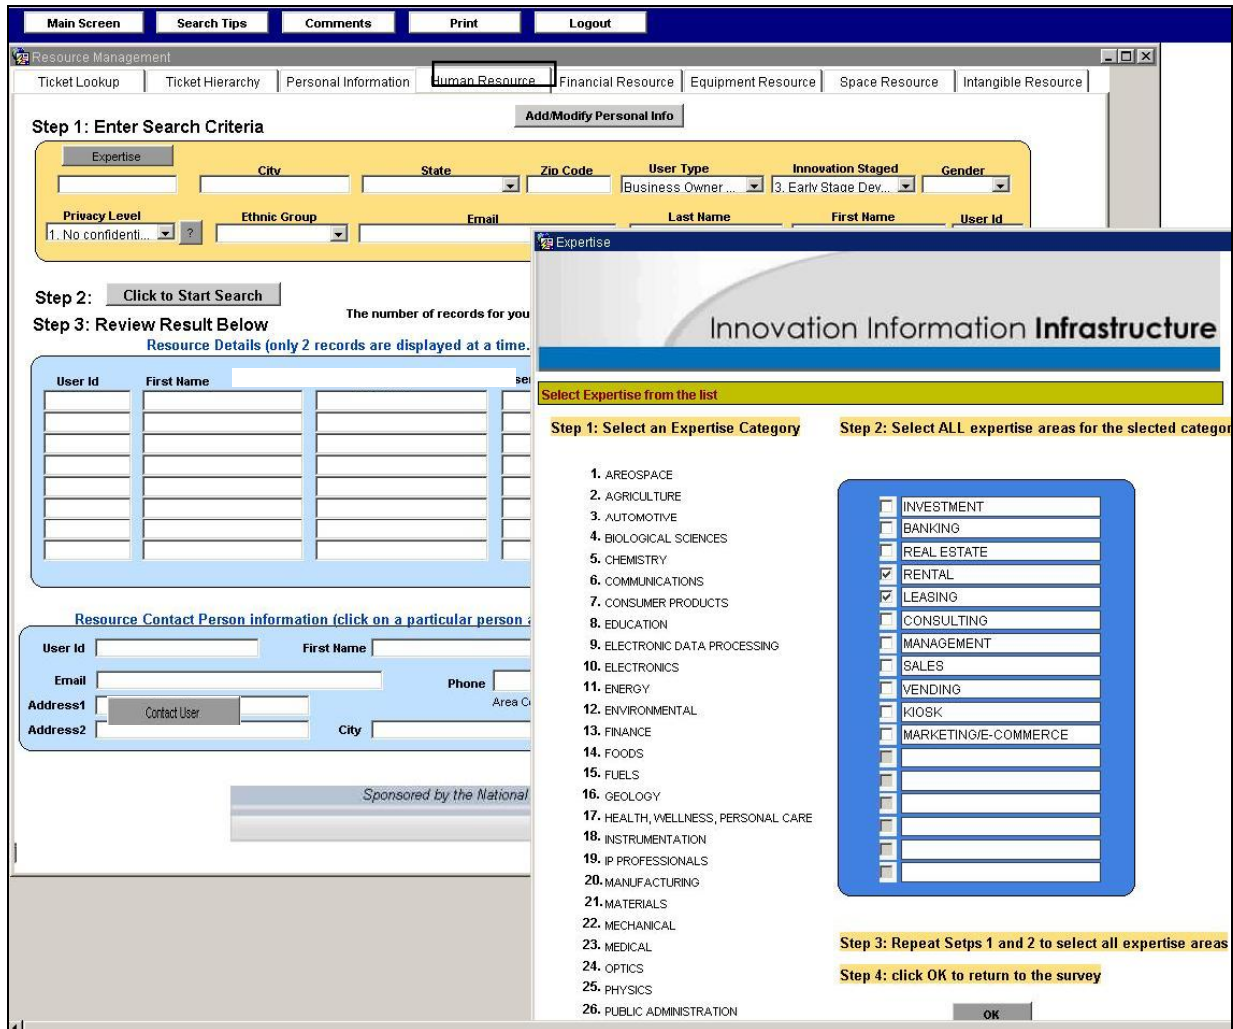 Main Screen Search Tips Comments Print Logout
Resource Management
Ticket Lookup Ticket Hierarchy Personal Information Human Resource Financial Resource Equipment Resource Space Resource Intangible Resource
Add/Modify Personal Info
Step 1: Enter Search Criteria
Expertise City State Zip Code User Type Innovation Staged Gender
Business Owner ... 3. Early Stage Dev...
Privacy Level Ethnic Group Email Last Name First Name User Id
1. No confidenti... ?
Step 2: Click to Start Search
The number of records for you
Step 3: Review Result Below
Resource Details (only 2 records are displayed at a time.
User Id First Name
Resource Contact Person information (click on a particular person
User Id First Name
Email Phone
Address1 Contact User Area
Address2 City
Sponsored by the National
Expertise
Innovation Information Infrastructure
Select Expertise from the list
Step 1: Select an Expertise Category
1. AREOSPACE
2. AGRICULTURE
3. AUTOMOTIVE
4. BIOLOGICAL SCIENCES
5. CHEMISTRY
6. COMMUNICATIONS
7. CONSUMER PRODUCTS
8. EDUCATION
9. ELECTRONIC DATA PROCESSING
10. ELECTRONICS
11. ENERGY
12. ENVIRONMENTAL
13. FINANCE
14. FOODS
15. FUELS
16. GEOLOGY
17. HEALTH, WELLNESS, PERSONAL CARE
18. INSTRUMENTATION
19. IP PROFESSIONALS
20. MANUFACTURING
21. MATERIALS
22. MECHANICAL
23. MEDICAL
24. OPTICS
25. PHYSICS
26. PUBLIC ADMINISTRATION
Step 2: Select ALL expertise areas for the slected categor
INVESTMENT
BANKING
REAL ESTATE
RENTAL
LEASING
CONSULTING
MANAGEMENT
SALES
VENDING
KIOSK
MARKETING/E-COMMERCE
Step 3: Repeat Setps 1 and 2 to select all expertise areas
Step 4: click OK to return to the survey
OK